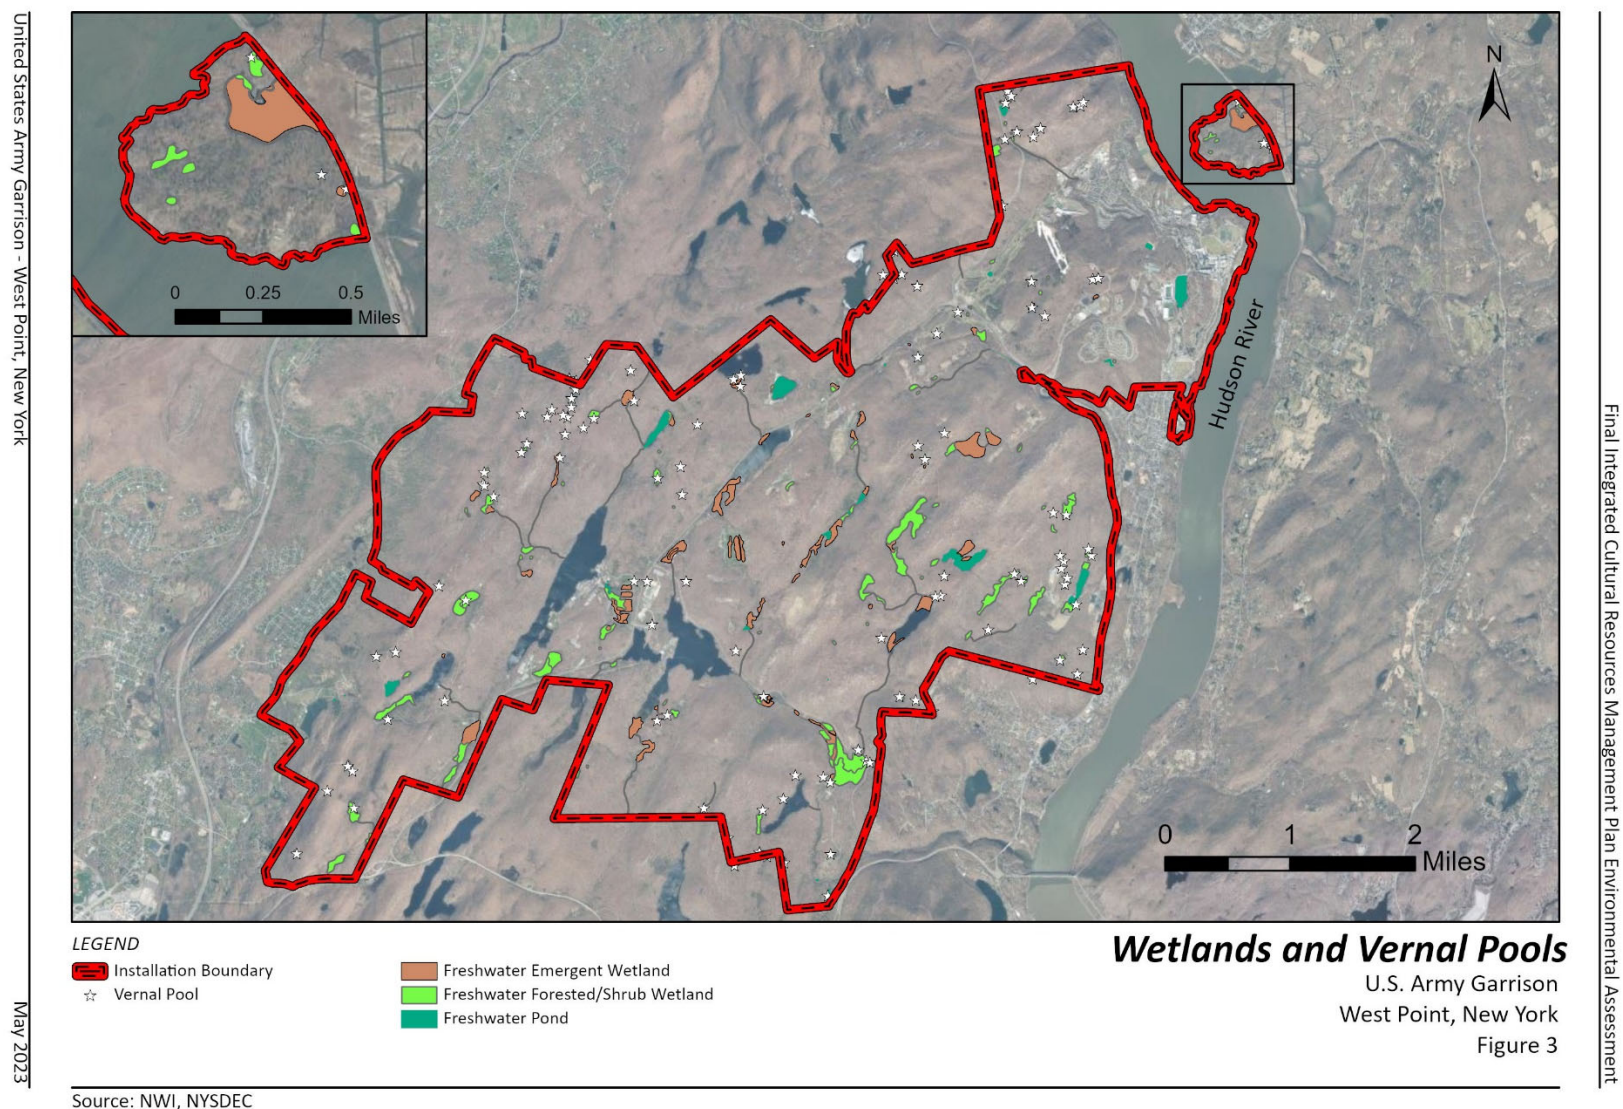 United States Army Garrison - West Point, New York
May 2023
0 0.25 0.5
Miles
N
Hudson River
0 1 2
Miles
LEGEND
Installation Boundary
Vernal Pool
Freshwater Emergent Wetland
Freshwater Forested/Shrub Wetland
Freshwater Pond
Wetlands and Vernal Pools
U.S. Army Garrison
West Point, New York
Figure 3
Source: NWI, NYSDEC
Final Integrated Cultural Resources Management Plan Environmental Assessment